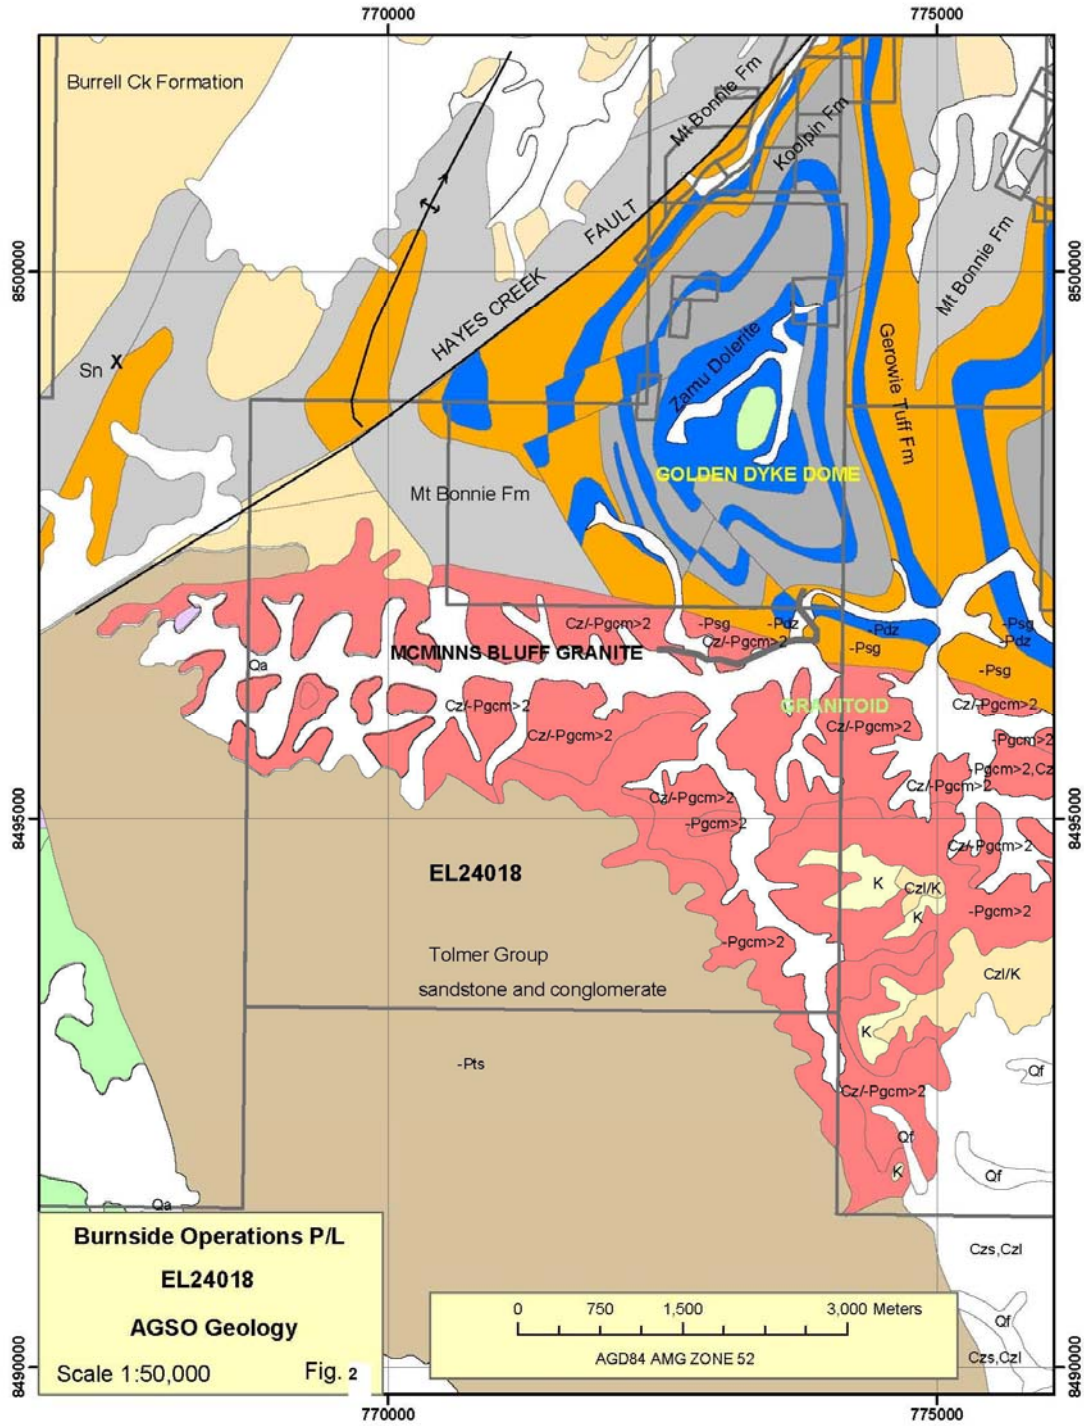 770000
775000
Burrell Ck Formation
Mt Bonnie Fm
Koolpin Fm
8500000
8500000
FAULT
HAYES CREEK
Mt Bonnie Fm
Sn X
Zamu Dolerite
Gerowie Tuff Fm
GOLDEN DYKE DOME
Mt Bonnie Fm
Cz/-Pgcm>2
-Psg
-Pdz
-Pdz
-Psg
-Pdz
Cz/-Pgcm>2
-Psg
MCMINNS BLUFF GRANITE
Qa
-Psg
Cz/-Pgcm>2
GRANITOID
Cz/-Pgcm>2
Cz/-Pgcm>2
Cz/-Pgcm>2
-Pgcm>2
-Pgcm>2,Cz
Cz/-Pgcm>2
Cz/-Pgcm>2
-Pgcm>2
8495000
8495000
Cz/-Pgcm>2
EL24018
K
Czl/K
K
-Pgcm>2
-Pgcm>2
Tolmer Group
sandstone and conglomerate
Czl/K
K
-Pts
Qf
Cz/-Pgcm>2
Qf
K
Qf
Qa
Burnside Operations P/L
EL24018
AGSO Geology
Scale 1:50,000 Fig. 2
Czs,Czl
0 750 1,500 3,000 Meters
AGD84 AMG ZONE 52
Qf
Czs,Czl
8490000
8490000
770000
775000